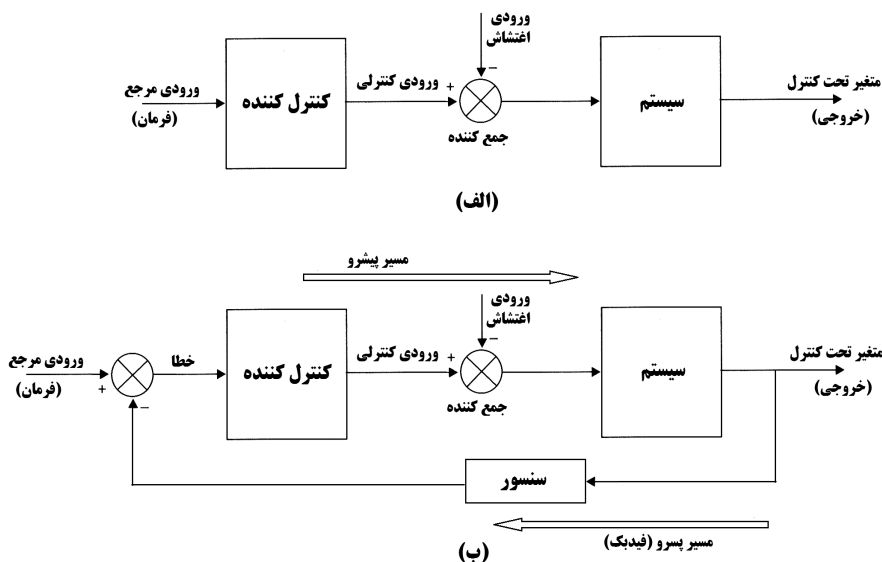 ورودی
اغتشاش
−
ورودی مرجع
(فرمان)
کنترل کننده
ورودی کنترلی
+
جمع کننده
سیستم
متغیر تحت کنترل
(خروجی)
(الف)
مسیر پیشرو
ورودی
اغتشاش
−
ورودی مرجع
(فرمان)
+
−
خطا
کنترل کننده
ورودی کنترلی
+
جمع کننده
سیستم
متغیر تحت کنترل
(خروجی)
سنسور
مسیر پسرو (فیدبک)
(ب)